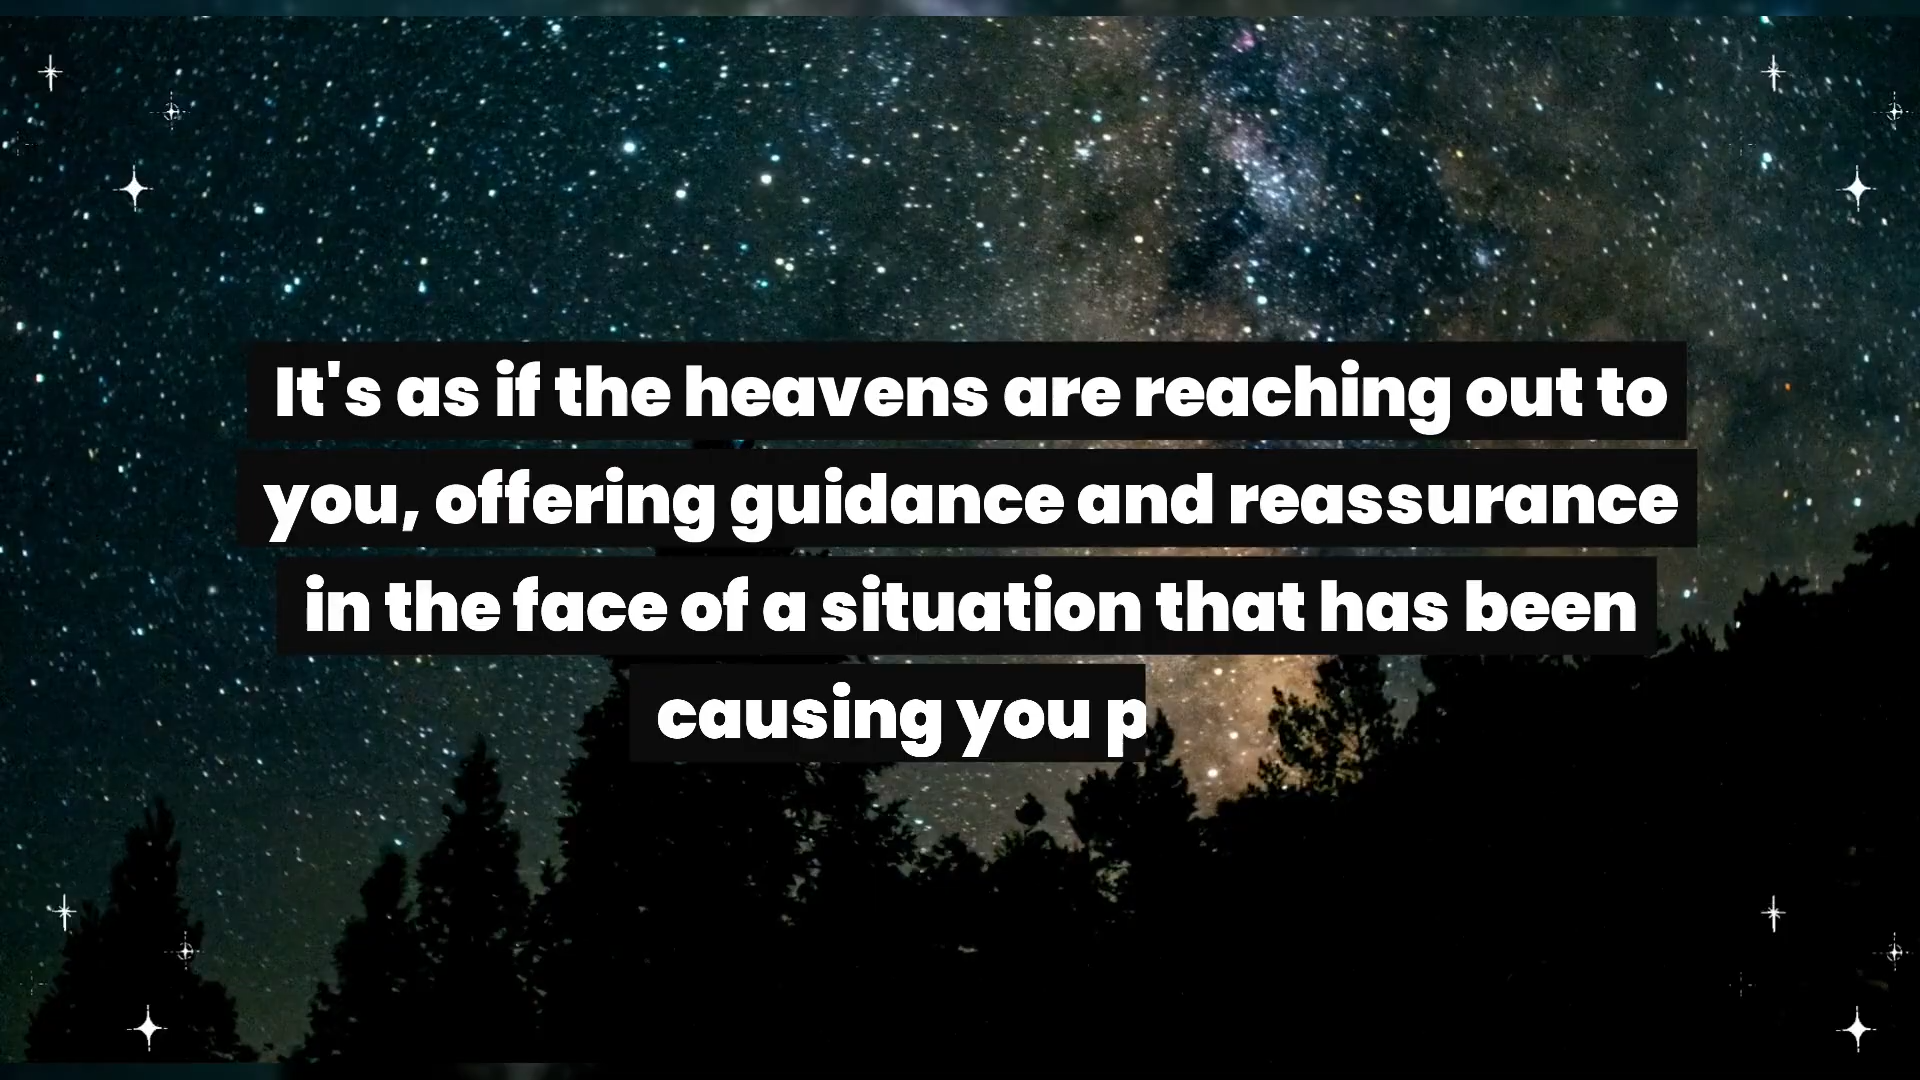 It's as if the heavens are reaching out to
you, offering guidance and reassurance
in the face of a situation that has been
causing you p